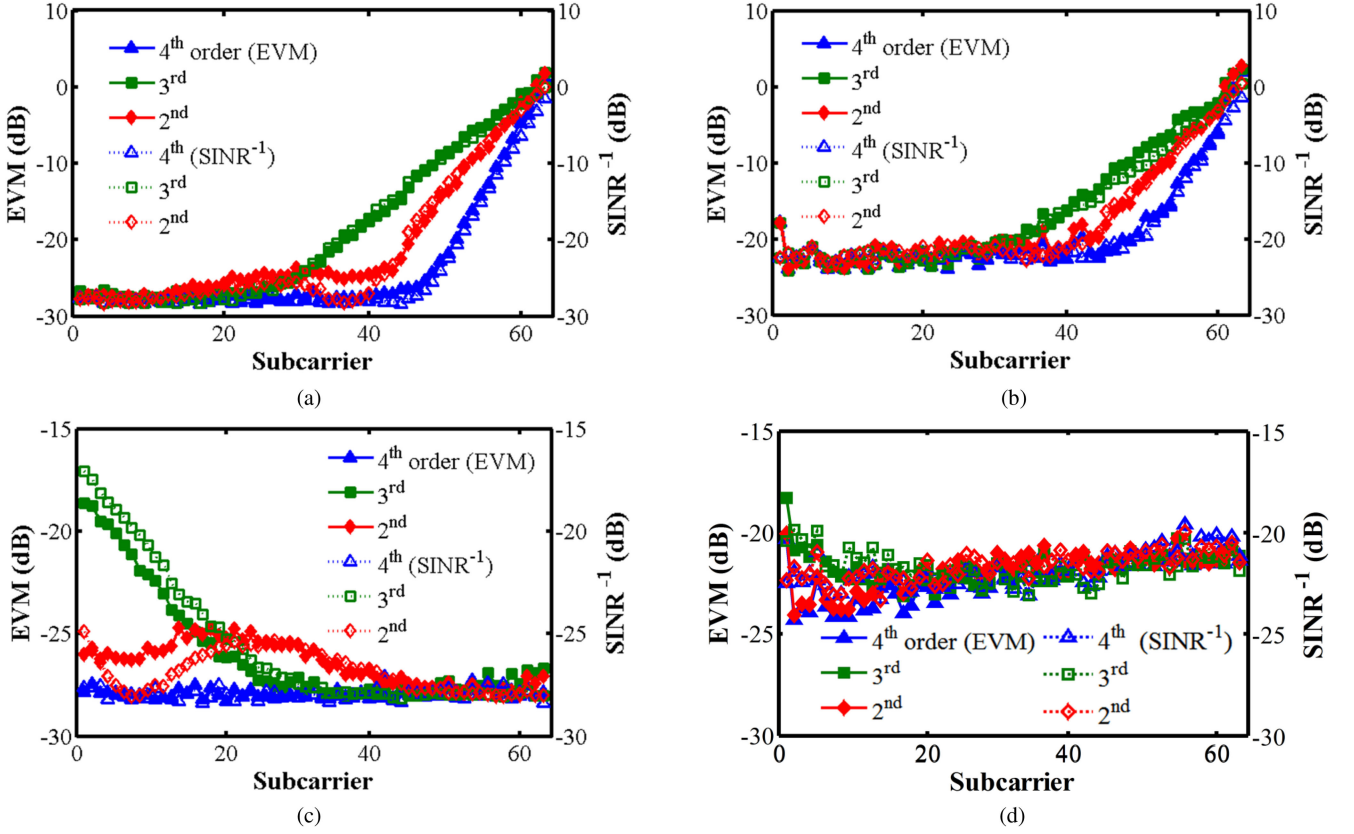 10
0
-10
-20
-30
EVM (dB)
4th order (EVM)
3rd
2nd
4th (SINR-1)
3rd
2nd
10
0
-10
-20
-30
SINR-1 (dB)
0 20 40 60
Subcarrier
(a)
10
0
-10
-20
-30
EVM (dB)
4th order (EVM)
3rd
2nd
4th (SINR-1)
3rd
2nd
10
0
-10
-20
-30
SINR-1 (dB)
0 20 40 60
Subcarrier
(b)
-15
-20
-25
-30
EVM (dB)
4th order (EVM)
3rd
2nd
4th (SINR-1)
3rd
2nd
-15
-20
-25
-30
SINR-1 (dB)
0 20 40 60
Subcarrier
(c)
-15
-20
-25
-30
EVM (dB)
4th order (EVM)
3rd
2nd
4th (SINR-1)
3rd
2nd
-15
-20
-25
-30
SINR-1 (dB)
0 20 40 60
Subcarrier
(d)